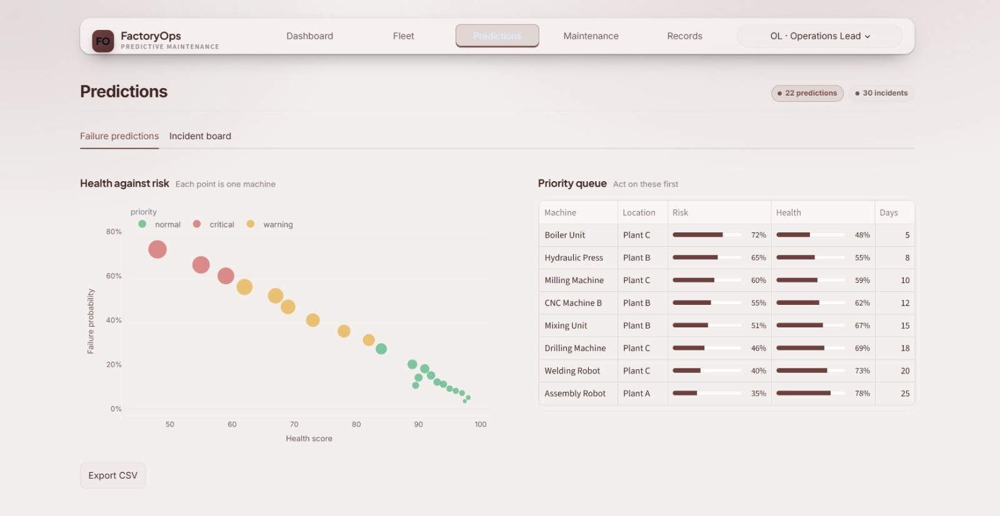 FO
FactoryOps
PREDICTIVE MAINTENANCE
Dashboard
Fleet
Predictions
Maintenance
Records
OL · Operations Lead
Predictions
22 predictions
30 incidents
Failure predictions
Incident board
Health against risk Each point is one machine
priority
normal critical warning
80%
60%
40%
20%
0%
Failure probability
50 60 70 80 90 100
Health score
Priority queue Act on these first
Machine Location Risk Health Days
Boiler Unit Plant C 72% 48% 5
Hydraulic Press Plant B 65% 55% 8
Milling Machine Plant C 60% 59% 10
CNC Machine B Plant B 55% 62% 12
Mixing Unit Plant B 51% 67% 15
Drilling Machine Plant C 46% 69% 18
Welding Robot Plant C 40% 73% 20
Assembly Robot Plant A 35% 78% 25
Export CSV